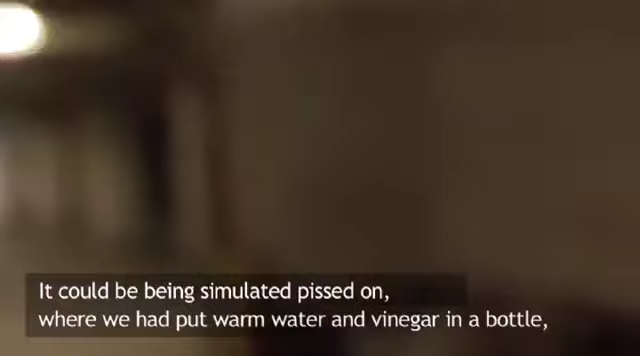 It could be being simulated pissed on,
where we had put warm water and vinegar in a bottle,